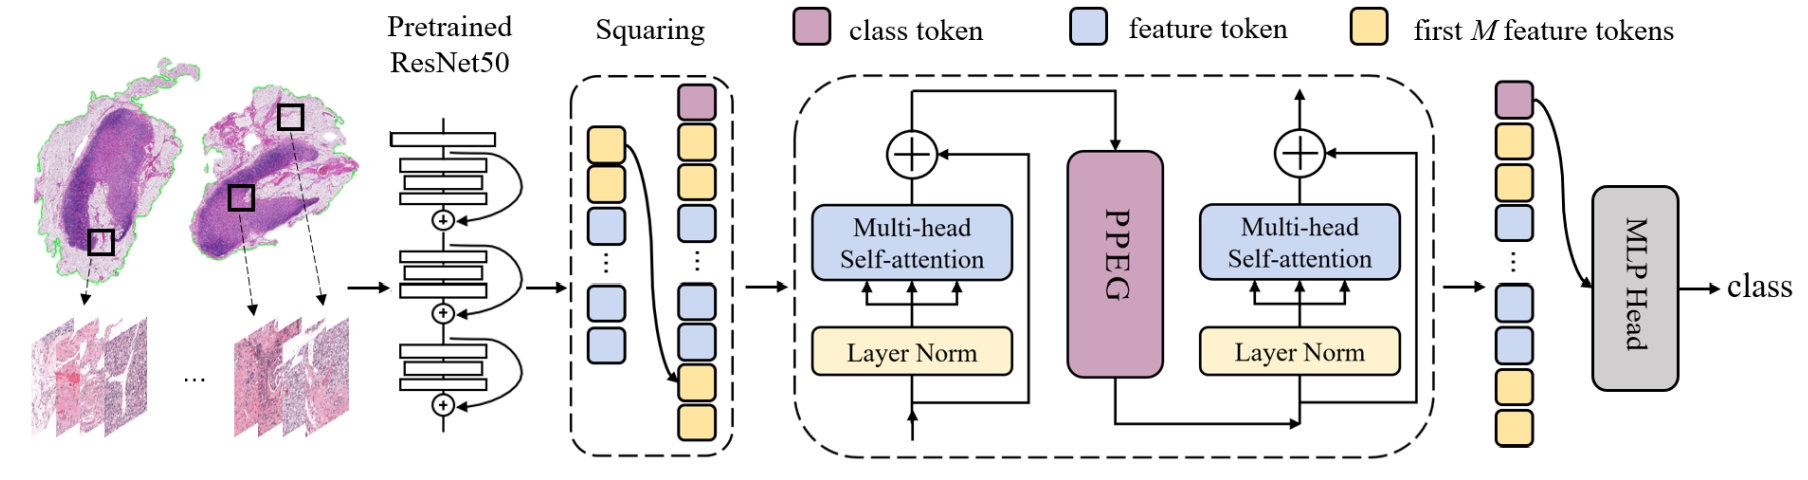 Pretrained
ResNet50
Squaring
class token
feature token
first M feature tokens
Multi-head
Self-attention
Layer Norm
PPEG
Multi-head
Self-attention
Layer Norm
MLP Head
class